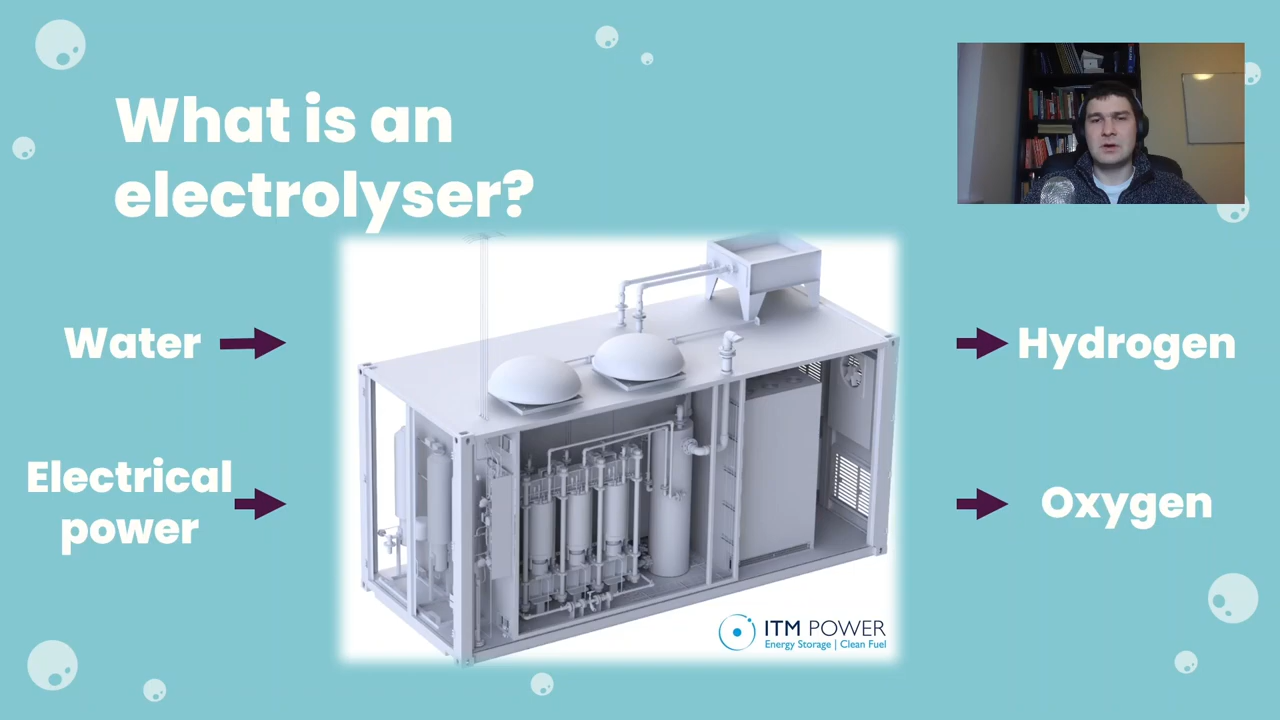 What is an
electrolyser?
Water
Hydrogen
Electrical
power
Oxygen
ITM POWER
Energy Storage | Clean Fuel